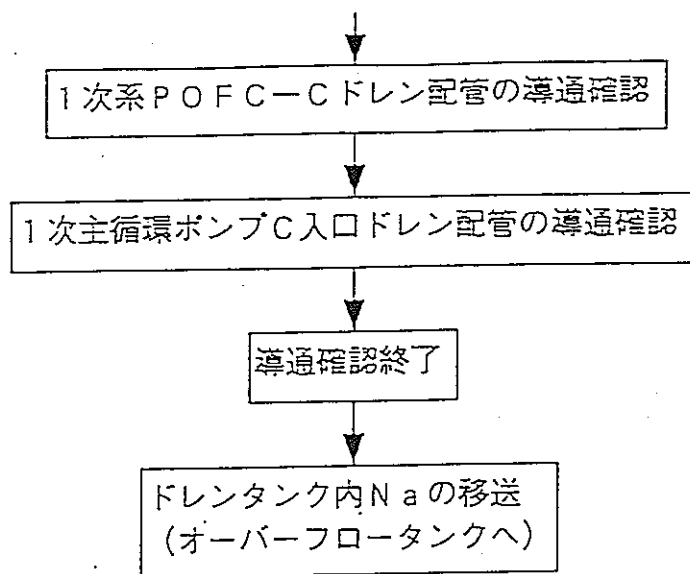 1次系POFC-Cドレン配管の導通確認
1次主循環ポンプC入口ドレン配管の導通確認
導通確認終了
ドレンタンク内Naの移送
(オーバーフロータンクへ)